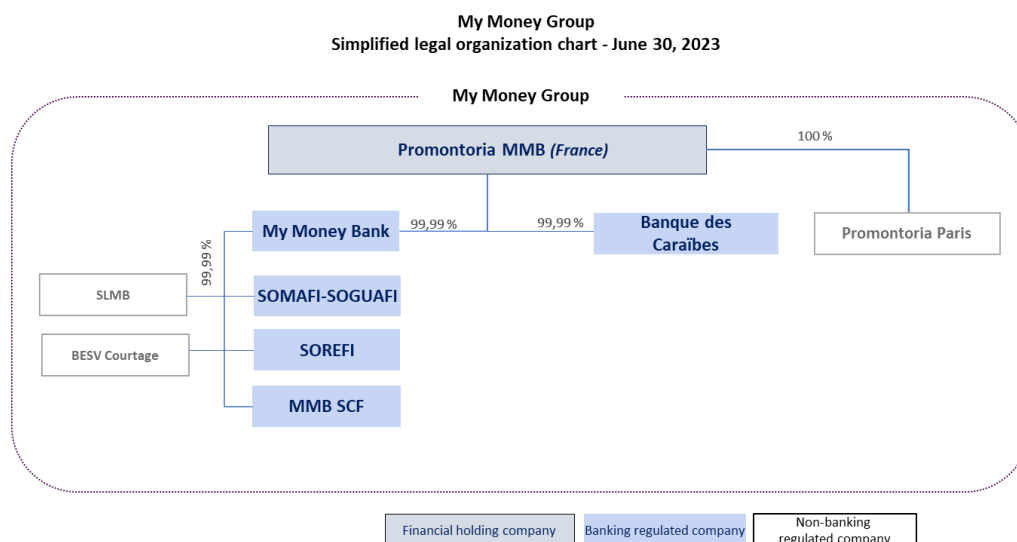 My Money Group
Simplified legal organization chart - June 30, 2023
My Money Group
Promontoria MMB (France)
100 %
My Money Bank
99,99 %
99,99 %
Banque des
Caraïbes
Promontoria Paris
99,99 %
SLMB
SOMAFI-SOGUAFI
BESV Courtage
SOREFI
MMB SCF
Financial holding company
Banking regulated company
Non-banking
regulated company